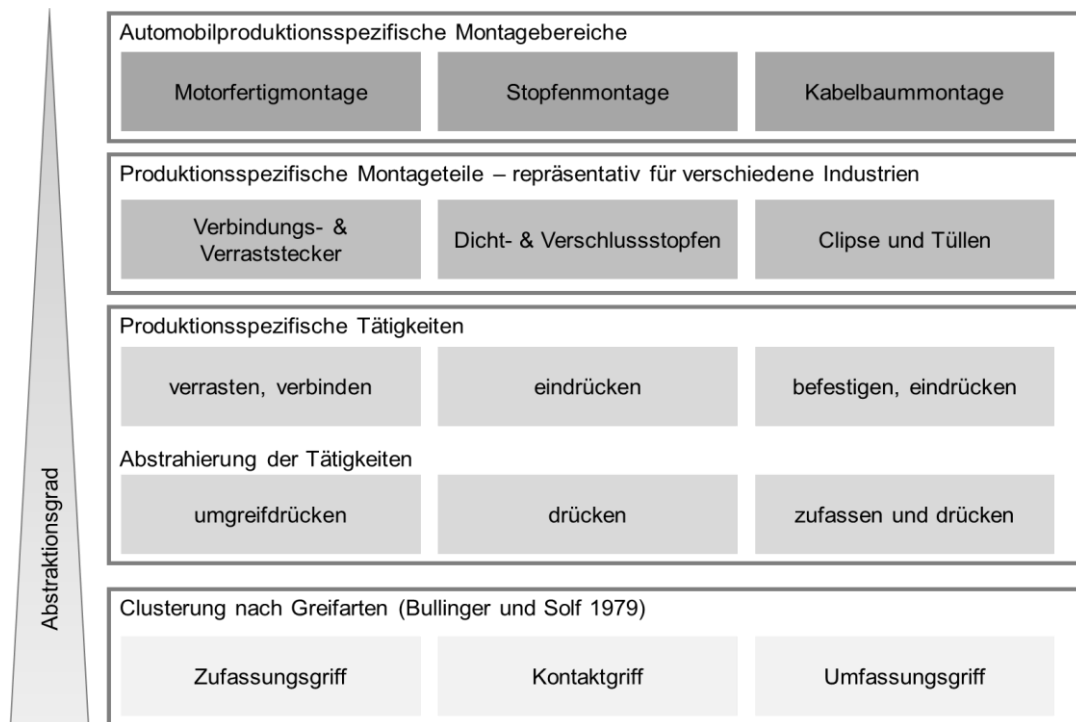 Automobilproduktionsspezifische Montagebereiche
Motorfertigmontage
Stopfenmontage
Kabelbaummontage
Produktionsspezifische Montageteile – repräsentativ für verschiedene Industrien
Verbindungs- &
Verraststecker
Dicht- & Verschlussstopfen
Clipse und Tüllen
Produktionsspezifische Tätigkeiten
verrasten, verbinden
eindrücken
befestigen, eindrücken
Abstrahierung der Tätigkeiten
umgreifdrücken
drücken
zufassen und drücken
Clusterung nach Greifarten (Bullinger und Solf 1979)
Zufassungsgriff
Kontaktgriff
Umfassungsgriff
Abstraktionsgrad